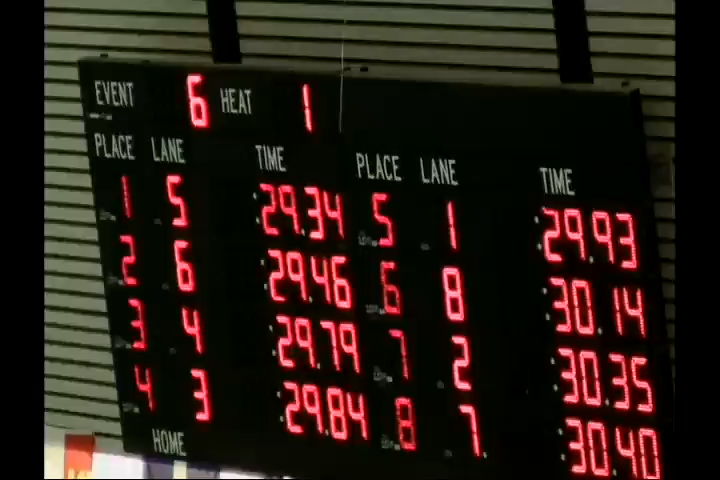 EVENT 6 HEAT 1
PLACE LANE TIME PLACE LANE TIME
1 5 29.34 5 1 29.93
2 6 29.46 6 8 30.14
3 4 29.79 7 2 30.35
4 3 29.84 8 7 30.40
HOME